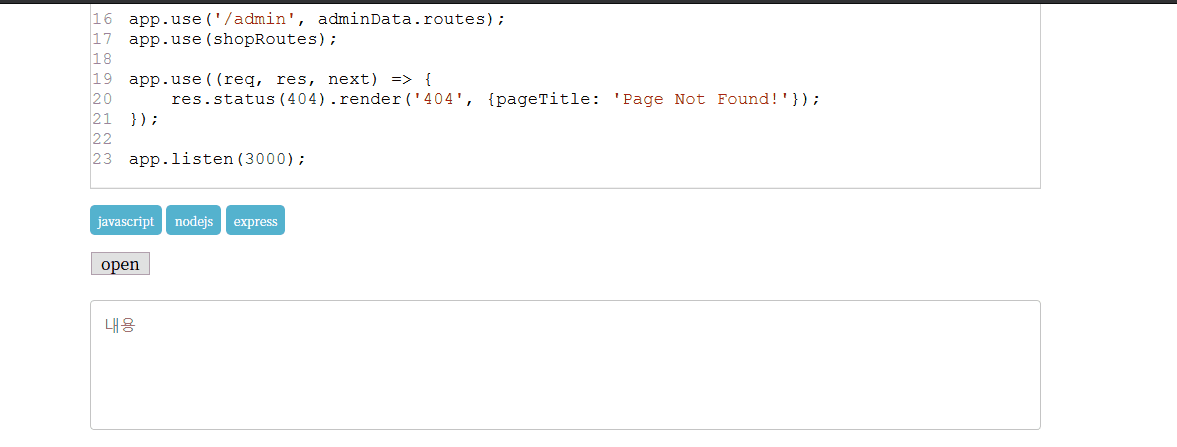 16 app.use('/admin', adminData.routes);
17 app.use(shopRoutes);
18
19 app.use((req, res, next) => {
20     res.status(404).render('404', {pageTitle: 'Page Not Found!'});
21 });
22
23 app.listen(3000);
javascript nodejs express
open
내용